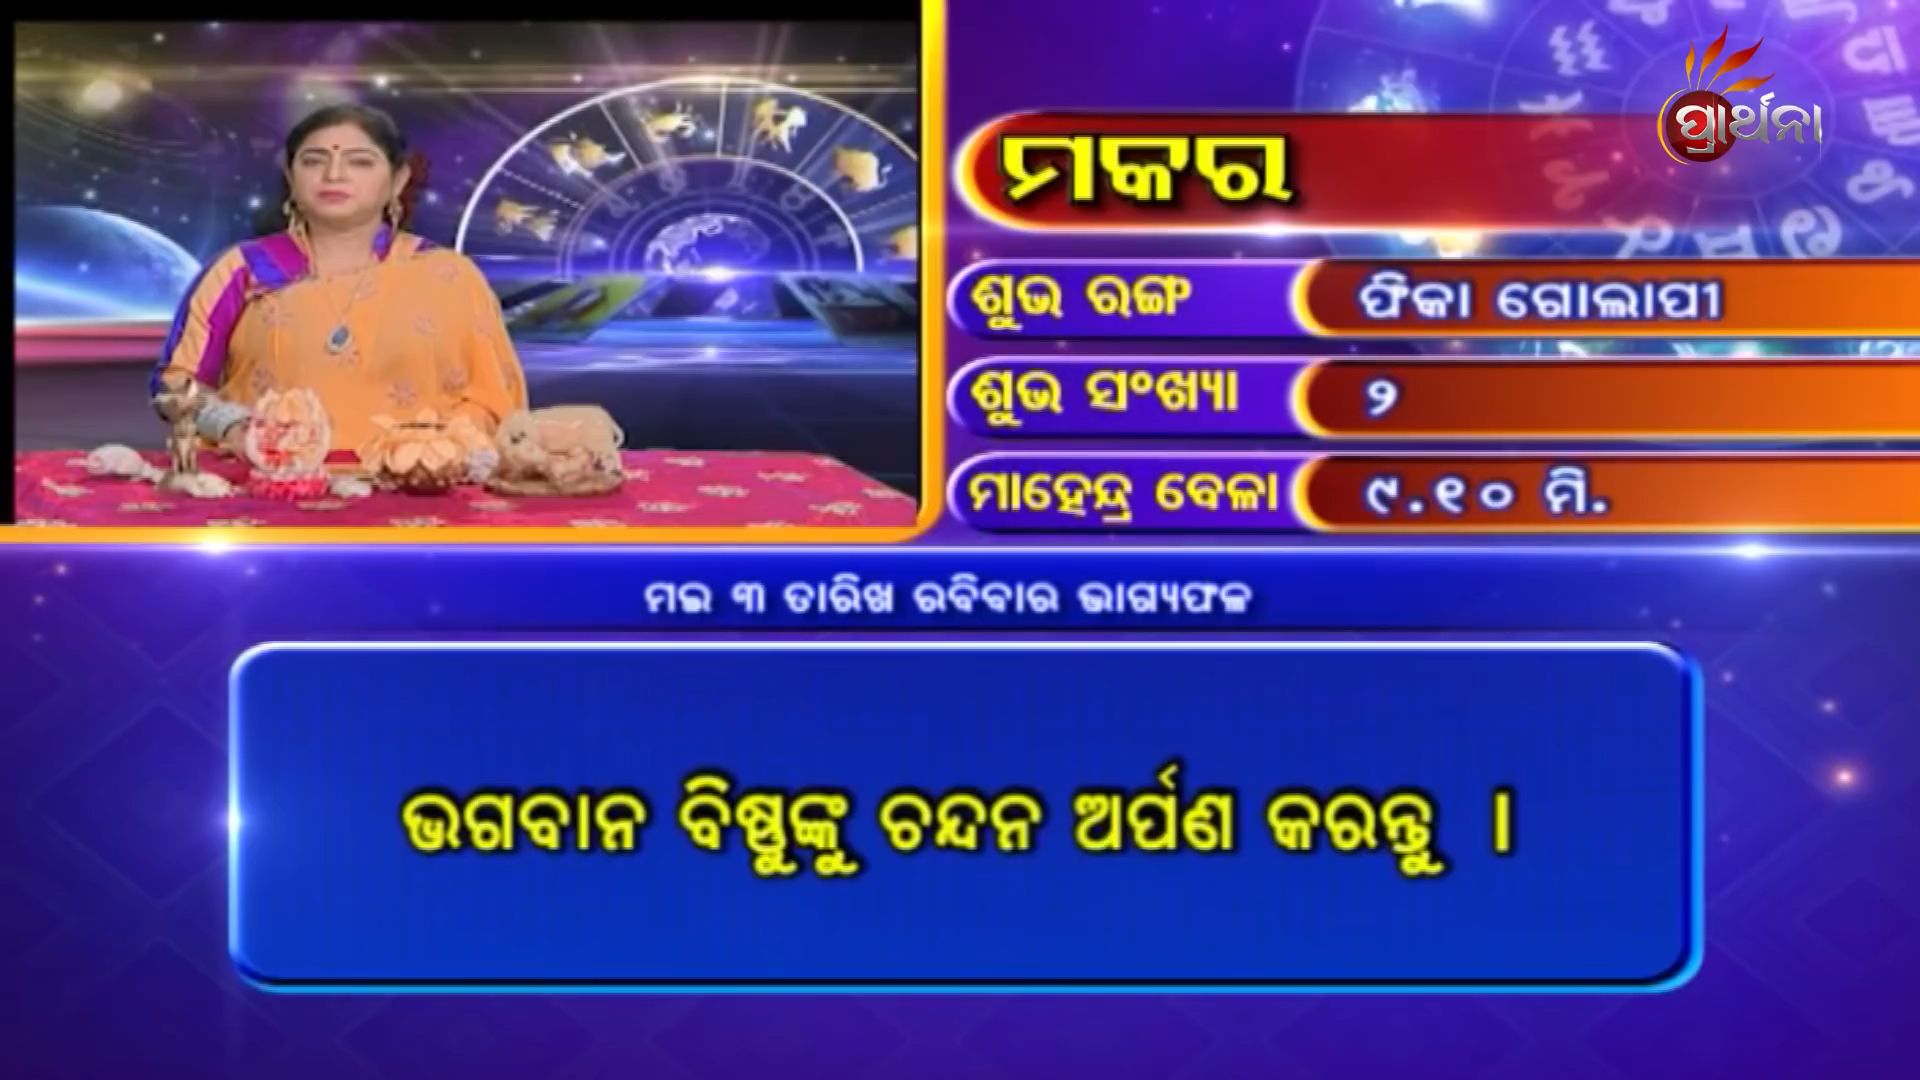 ପ୍ରାର୍ଥନା
ମକର
ଶୁଭ ରଙ୍ଗ ଫିକା ଗୋଲାପୀ
ଶୁଭ ସଂଖ୍ୟା ୨
ମାହେନ୍ଦ୍ର ବେଳା ୯.୧୦ ମି.
ମଇ ୩ ତାରିଖ ରବିବାର ଭାଗ୍ୟଫଳ
ଭଗବାନ ବିଷ୍ଣୁଙ୍କୁ ଚନ୍ଦନ ଅର୍ପଣ କରନ୍ତୁ ।